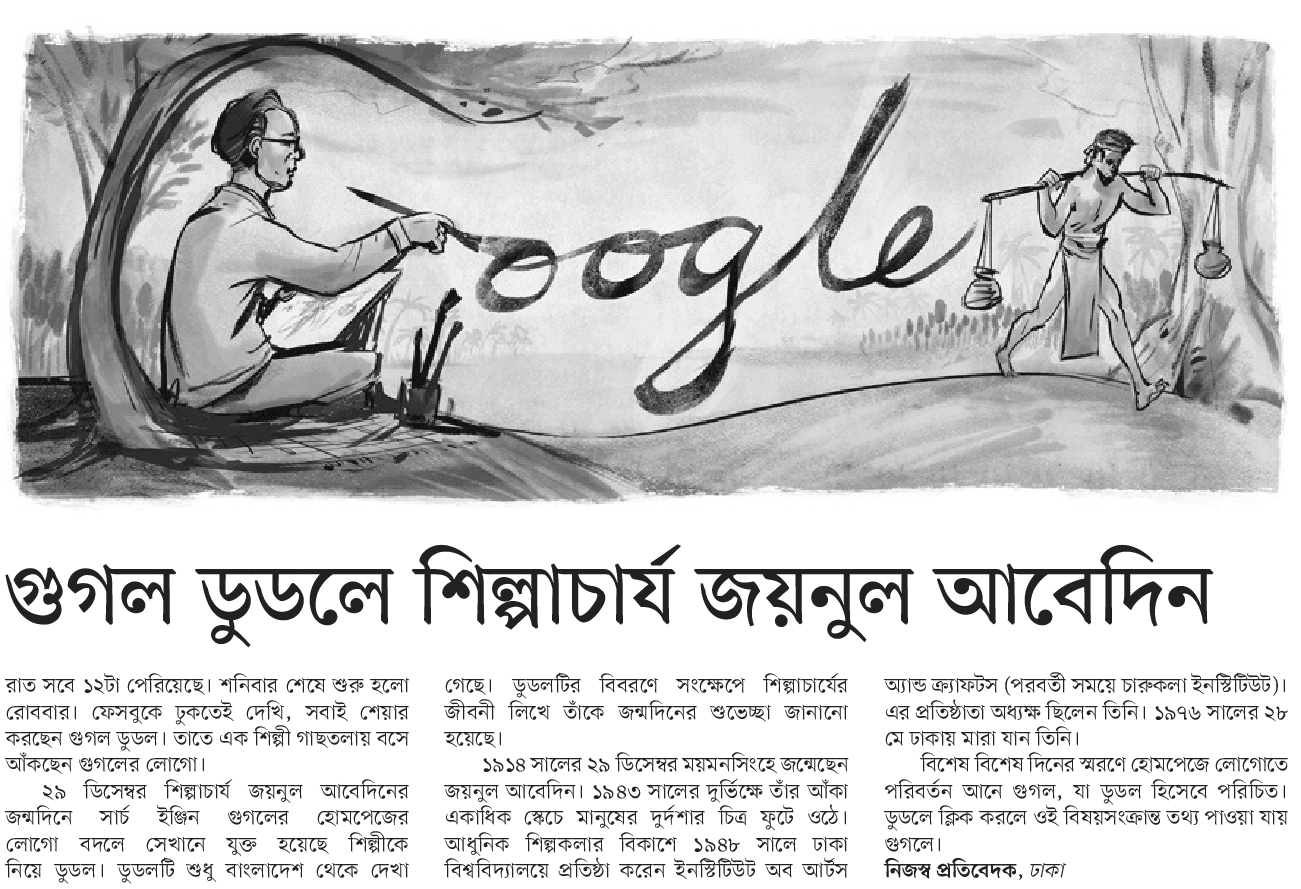 Google
গুগল ডুডলে শিল্পাচার্য জয়নুল আবেদিন
রাত সবে ১২টা পেরিয়েছে। শনিবার শেষে শুরু হলো
রোববার। ফেসবুকে ঢুকতেই দেখি, সবাই শেয়ার
করছেন গুগল ডুডল। তাতে এক শিল্পী গাছতলায় বসে
আঁকছেন গুগলের লোগো।
২৯ ডিসেম্বর শিল্পাচার্য জয়নুল আবেদিনের
জন্মদিনে সার্চ ইঞ্জিন গুগলের হোমপেজের
লোগো বদলে সেখানে যুক্ত হয়েছে শিল্পীকে
নিয়ে ডুডল। ডুডলটি শুধু বাংলাদেশ থেকে দেখা
গেছে। ডুডলটির বিবরণে সংক্ষেপে শিল্পাচার্যের
জীবনী লিখে তাঁকে জন্মদিনের শুভেচ্ছা জানানো
হয়েছে।
১৯১৪ সালের ২৯ ডিসেম্বর ময়মনসিংহে জন্মেছেন
জয়নুল আবেদিন। ১৯৪৩ সালের দুর্ভিক্ষে তাঁর আঁকা
একাধিক স্কেচে মানুষের দুর্দশার চিত্র ফুটে ওঠে।
আধুনিক শিল্পকলার বিকাশে ১৯৪৮ সালে ঢাকা
বিশ্ববিদ্যালয়ে প্রতিষ্ঠা করেন ইনস্টিটিউট অব আর্টস
অ্যান্ড ক্র্যাফটস (পরবর্তী সময়ে চারুকলা ইনস্টিটিউট)।
এর প্রতিষ্ঠাতা অধ্যক্ষ ছিলেন তিনি। ১৯৭৬ সালের ২৮
মে ঢাকায় মারা যান তিনি।
বিশেষ বিশেষ দিনের স্মরণে হোমপেজে লোগোতে
পরিবর্তন আনে গুগল, যা ডুডল হিসেবে পরিচিত।
ডুডলে ক্লিক করলে ওই বিষয়সংক্রান্ত তথ্য পাওয়া যায়
গুগলে।
নিজস্ব প্রতিবেদক, ঢাকা